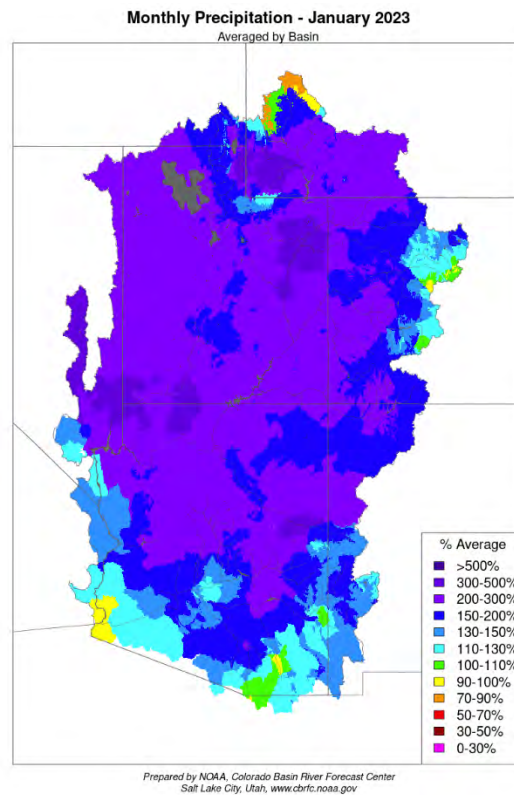 Monthly Precipitation - January 2023
Averaged by Basin
% Average
>500%
300-500%
200-300%
150-200%
130-150%
110-130%
100-110%
90-100%
70-90%
50-70%
30-50%
0-30%
Prepared by NOAA, Colorado Basin River Forecast Center
Salt Lake City, Utah, www.cbrfc.noaa.gov